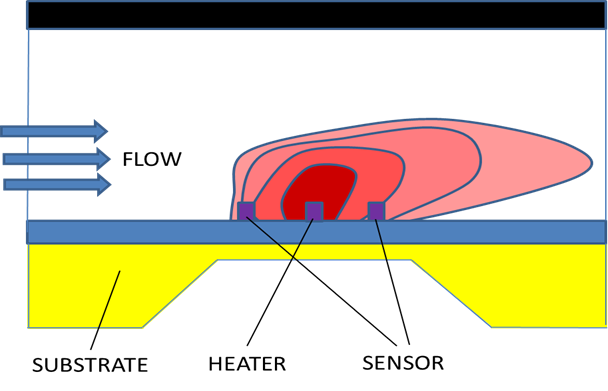 FLOW
SUBSTRATE
HEATER
SENSOR